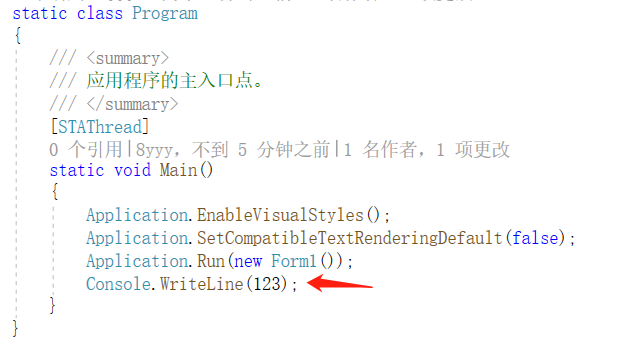 static class Program
{
/// <summary>
/// 应用程序的主入口点。
/// </summary>
[STAThread]
0 个引用|8yyy，不到 5 分钟之前|1 名作者，1 项更改
static void Main()
{
Application.EnableVisualStyles();
Application.SetCompatibleTextRenderingDefault(false);
Application.Run(new Form1());
Console.WriteLine(123);
}
}